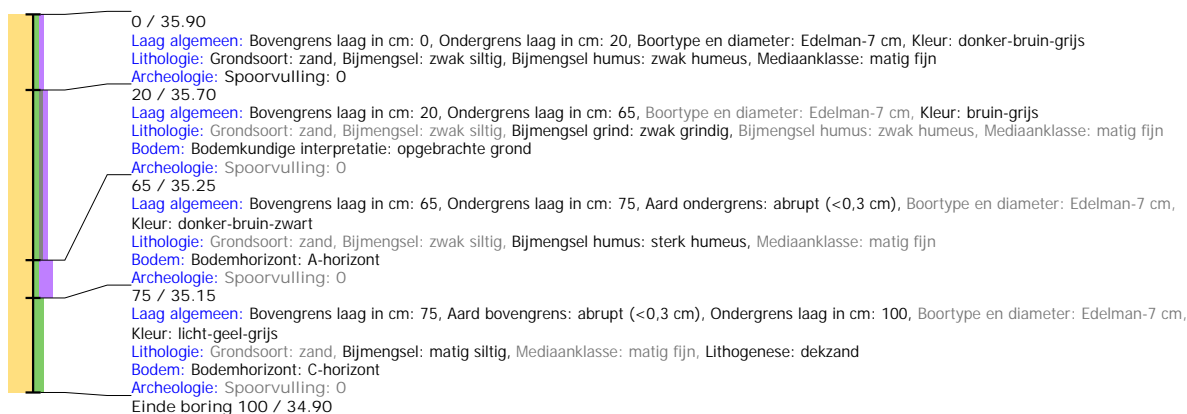 0 / 35.90
Laag algemeen: Bovengrens laag in cm: 0, Ondergrens laag in cm: 20, Boortype en diameter: Edelman-7 cm, Kleur: donker-bruin-grijs
Lithologie: Grondsoort: zand, Bijmengsel: zwak siltig, Bijmengsel humus: zwak humeus, Mediaanklasse: matig fijn
Archeologie: Spoorvulling: 0
20 / 35.70
Laag algemeen: Bovengrens laag in cm: 20, Ondergrens laag in cm: 65, Boortype en diameter: Edelman-7 cm, Kleur: bruin-grijs
Lithologie: Grondsoort: zand, Bijmengsel: zwak siltig, Bijmengsel grind: zwak grindig, Bijmengsel humus: zwak humeus, Mediaanklasse: matig fijn
Bodem: Bodemkundige interpretatie: opgebrachte grond
Archeologie: Spoorvulling: 0
65 / 35.25
Laag algemeen: Bovengrens laag in cm: 65, Ondergrens laag in cm: 75, Aard ondergrens: abrupt (<0,3 cm), Boortype en diameter: Edelman-7 cm,
Kleur: donker-bruin-zwart
Lithologie: Grondsoort: zand, Bijmengsel: zwak siltig, Bijmengsel humus: sterk humeus, Mediaanklasse: matig fijn
Bodem: Bodemhorizont: A-horizont
Archeologie: Spoorvulling: 0
75 / 35.15
Laag algemeen: Bovengrens laag in cm: 75, Aard bovengrens: abrupt (<0,3 cm), Ondergrens laag in cm: 100, Boortype en diameter: Edelman-7 cm,
Kleur: licht-geel-grijs
Lithologie: Grondsoort: zand, Bijmengsel: matig siltig, Mediaanklasse: matig fijn, Lithogenese: dekzand
Bodem: Bodemhorizont: C-horizont
Archeologie: Spoorvulling: 0
Einde boring 100 / 34.90